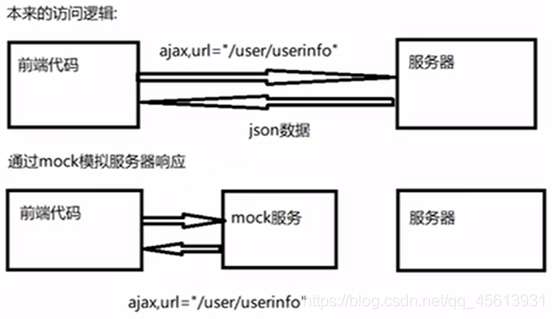 本来的访问逻辑:
ajax,url="/user/userinfo"
前端代码
服务器
json数据
通过mock模拟服务器响应
前端代码
mock服务
服务器
ajax,url="/user/userinfo"
https://blog.csdn.net/qq_45613931